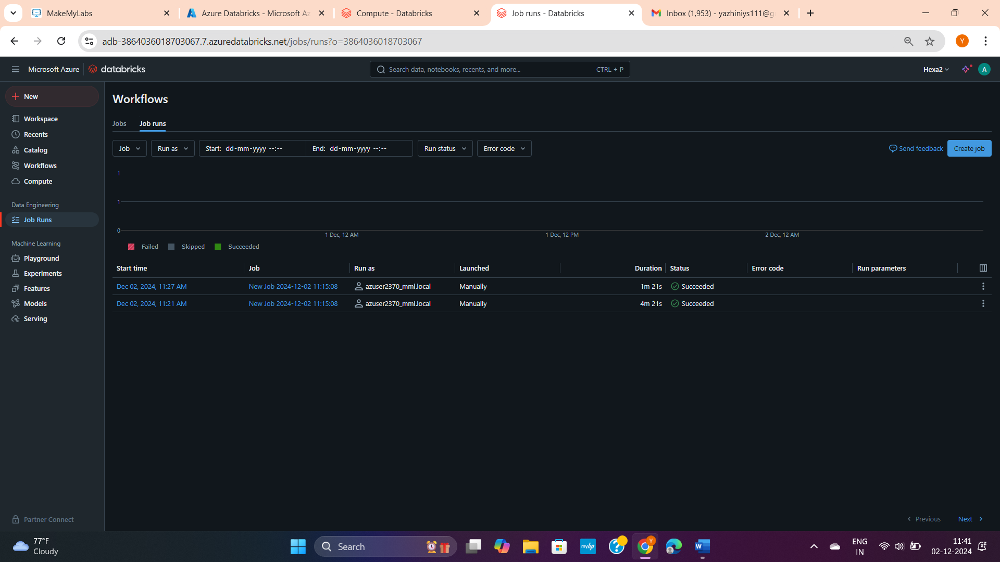 MakeMyLabs
Azure Databricks - Microsoft Az
Compute - Databricks
Job runs - Databricks
Inbox (1,953) - yazhiniys111@g
adb-3864036018703067.7.azuredatabricks.net/jobs/runs?o=3864036018703067
Y
Microsoft Azure
databricks
Search data, notebooks, recents, and more...
CTRL + P
Hexa2
A
New
Workspace
Recents
Catalog
Workflows
Compute
Data Engineering
Job Runs
Machine Learning
Playground
Experiments
Features
Models
Serving
Partner Connect
Workflows
Jobs Job runs
Job Run as Start: dd-mm-yyyy --:-- End: dd-mm-yyyy --:-- Run status Error code Send feedback Create job
1
1
0
1 Dec, 12 AM 1 Dec, 12 PM 2 Dec, 12 AM
Failed Skipped Succeeded
Start time Job Run as Launched Duration Status Error code Run parameters
Dec 02, 2024, 11:27 AM New Job 2024-12-02 11:15:08 azuser2370_mml.local Manually 1m 21s Succeeded
Dec 02, 2024, 11:21 AM New Job 2024-12-02 11:15:08 azuser2370_mml.local Manually 4m 21s Succeeded
Previous Next
77°F
Cloudy
Search
myhp
Y
W
ENG
IN
11:41
02-12-2024